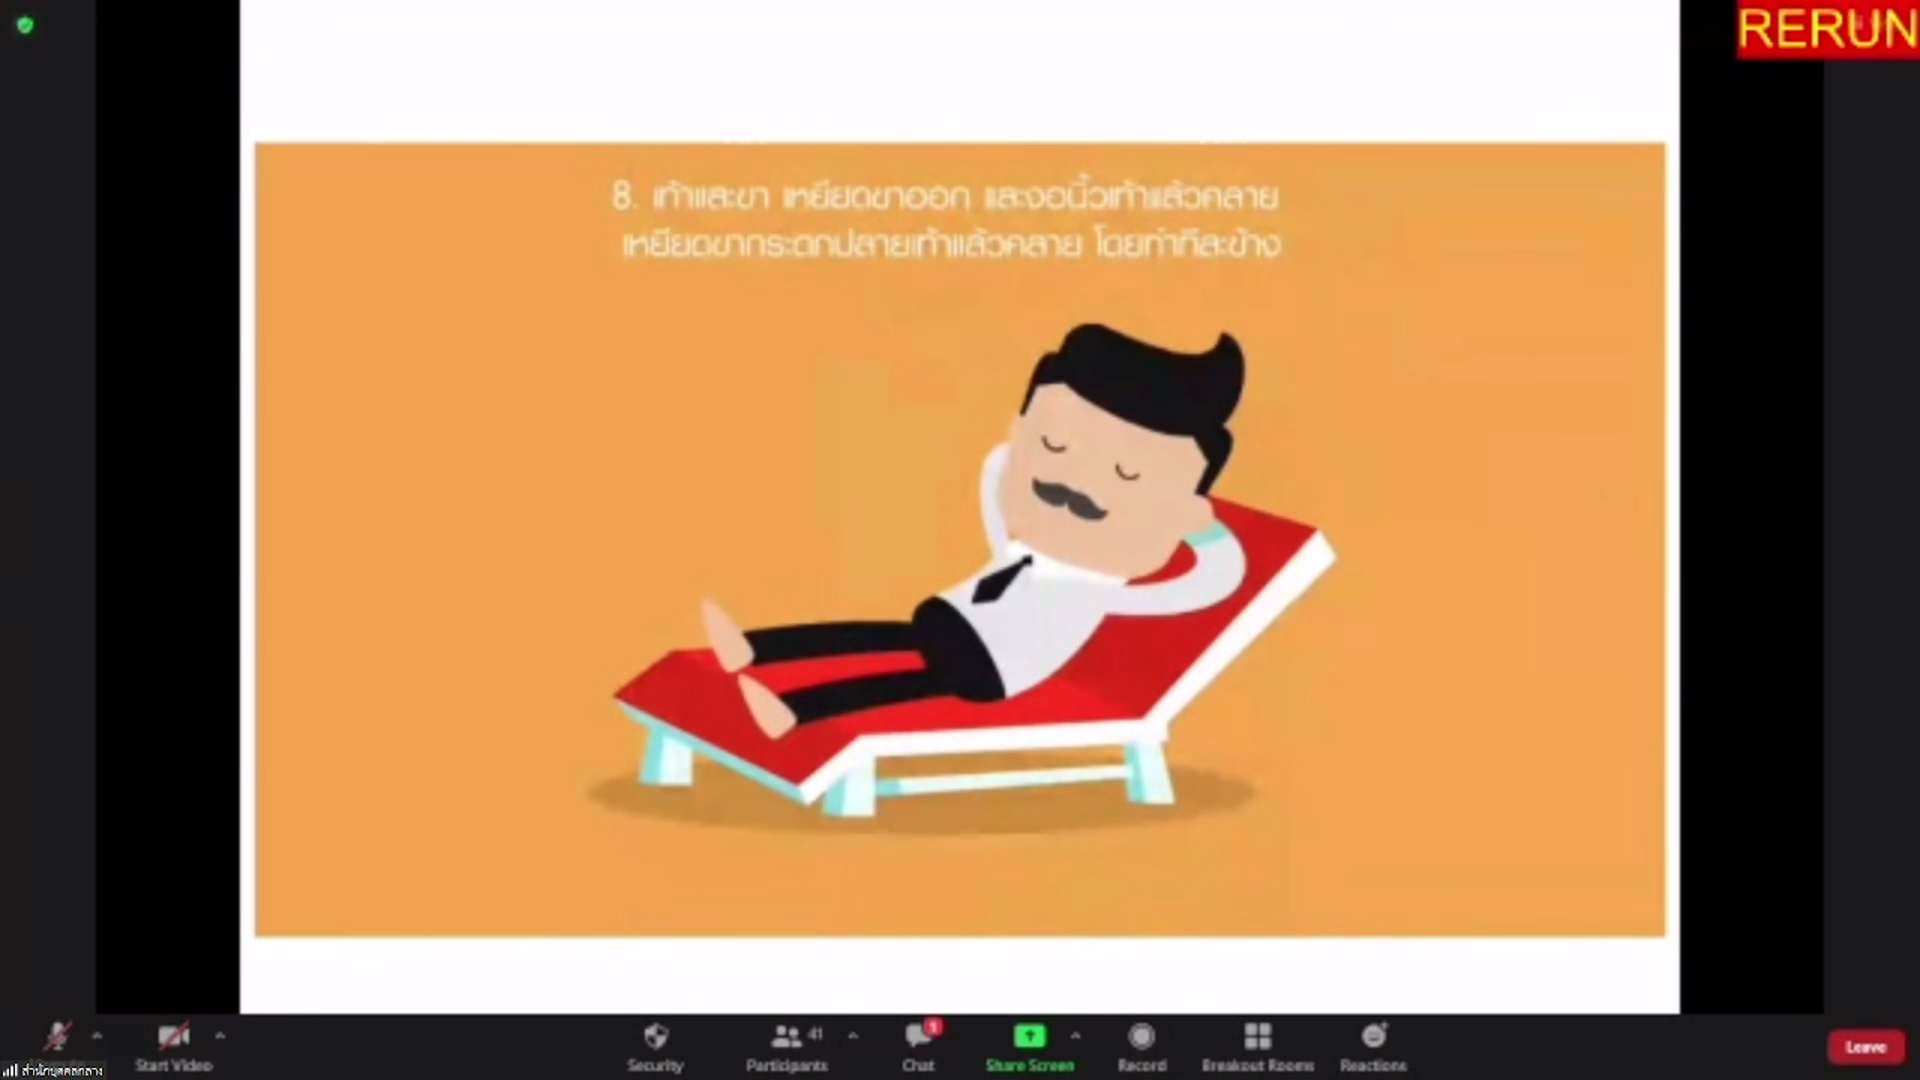 RERUN
8. เท้าและขา เหยียดขาออก และงอนิ้วเท้าแล้วคลาย
เหยียดขากระดกปลายเท้าแล้วคลาย โดยทำทีละข้าง
Start Video
Security
Participants
41
Chat
1
Share Screen
Record
Breakout Rooms
Reactions
Leave